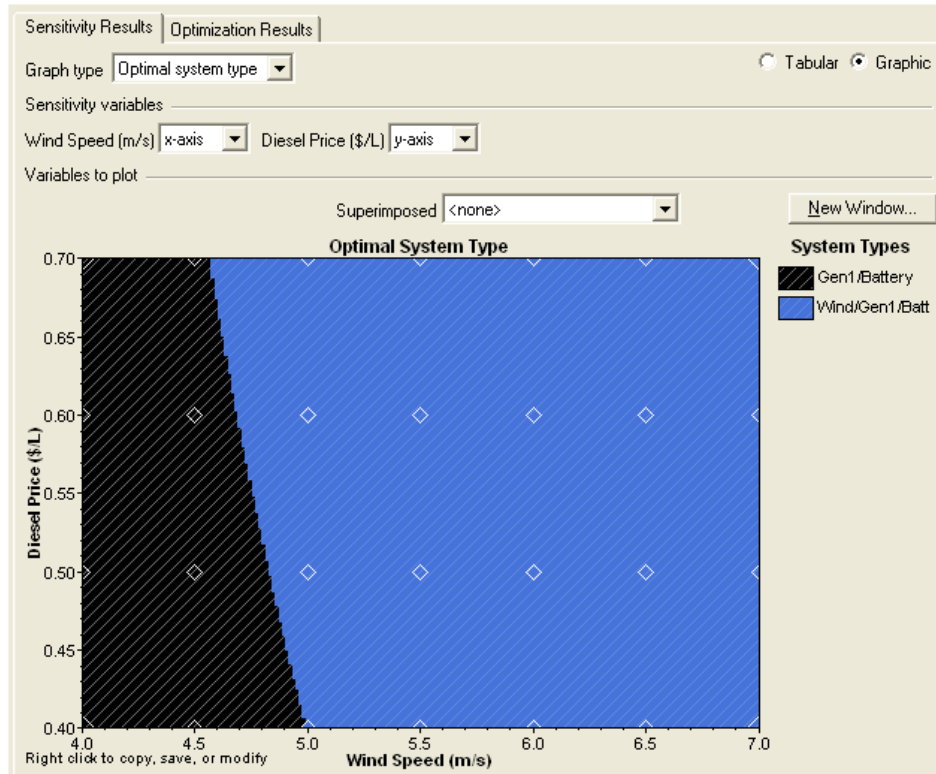 Sensitivity Results Optimization Results
Graph type Optimal system type Tabular Graphic
Sensitivity variables
Wind Speed (m/s) x-axis Diesel Price ($/L) y-axis
Variables to plot
Superimposed <none> New Window...
Optimal System Type System Types
Gen1/Battery
Wind/Gen1/Batt
Diesel Price ($/L)
0.70
0.65
0.60
0.55
0.50
0.45
0.40
4.0 4.5 5.0 5.5 6.0 6.5 7.0
Right click to copy, save, or modify Wind Speed (m/s)